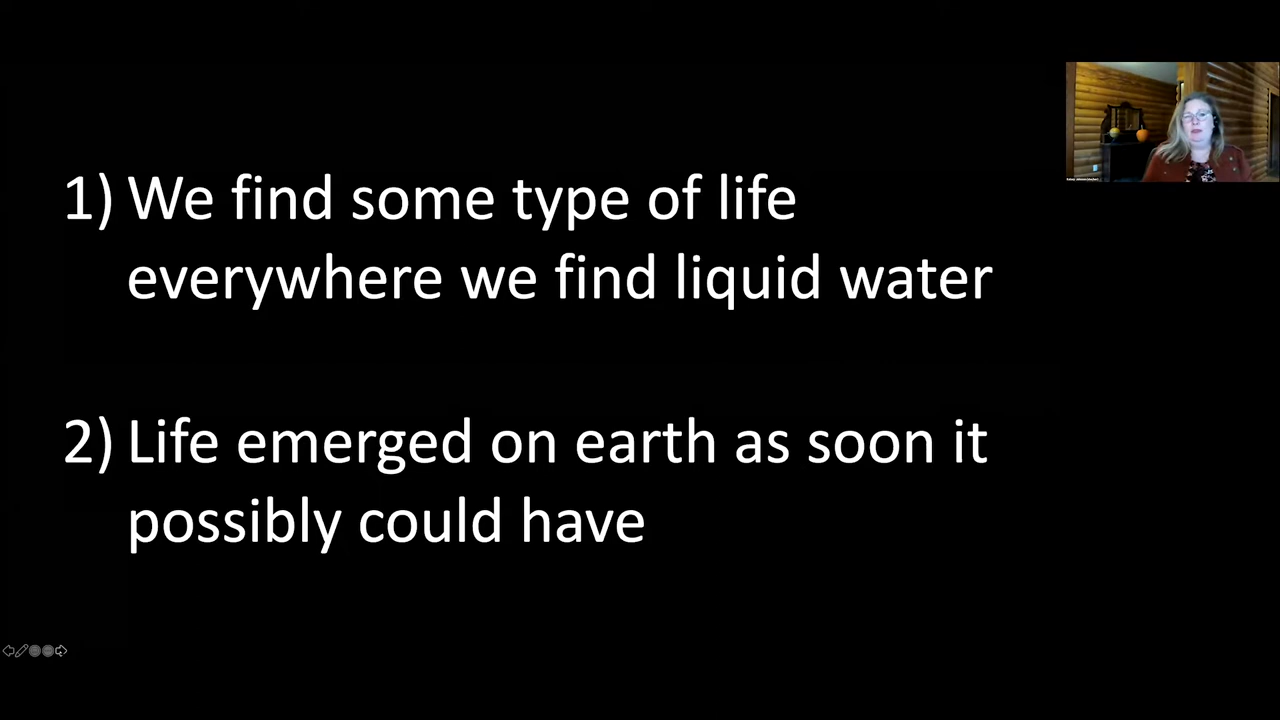 1) We find some type of life
everywhere we find liquid water
2) Life emerged on earth as soon it
possibly could have